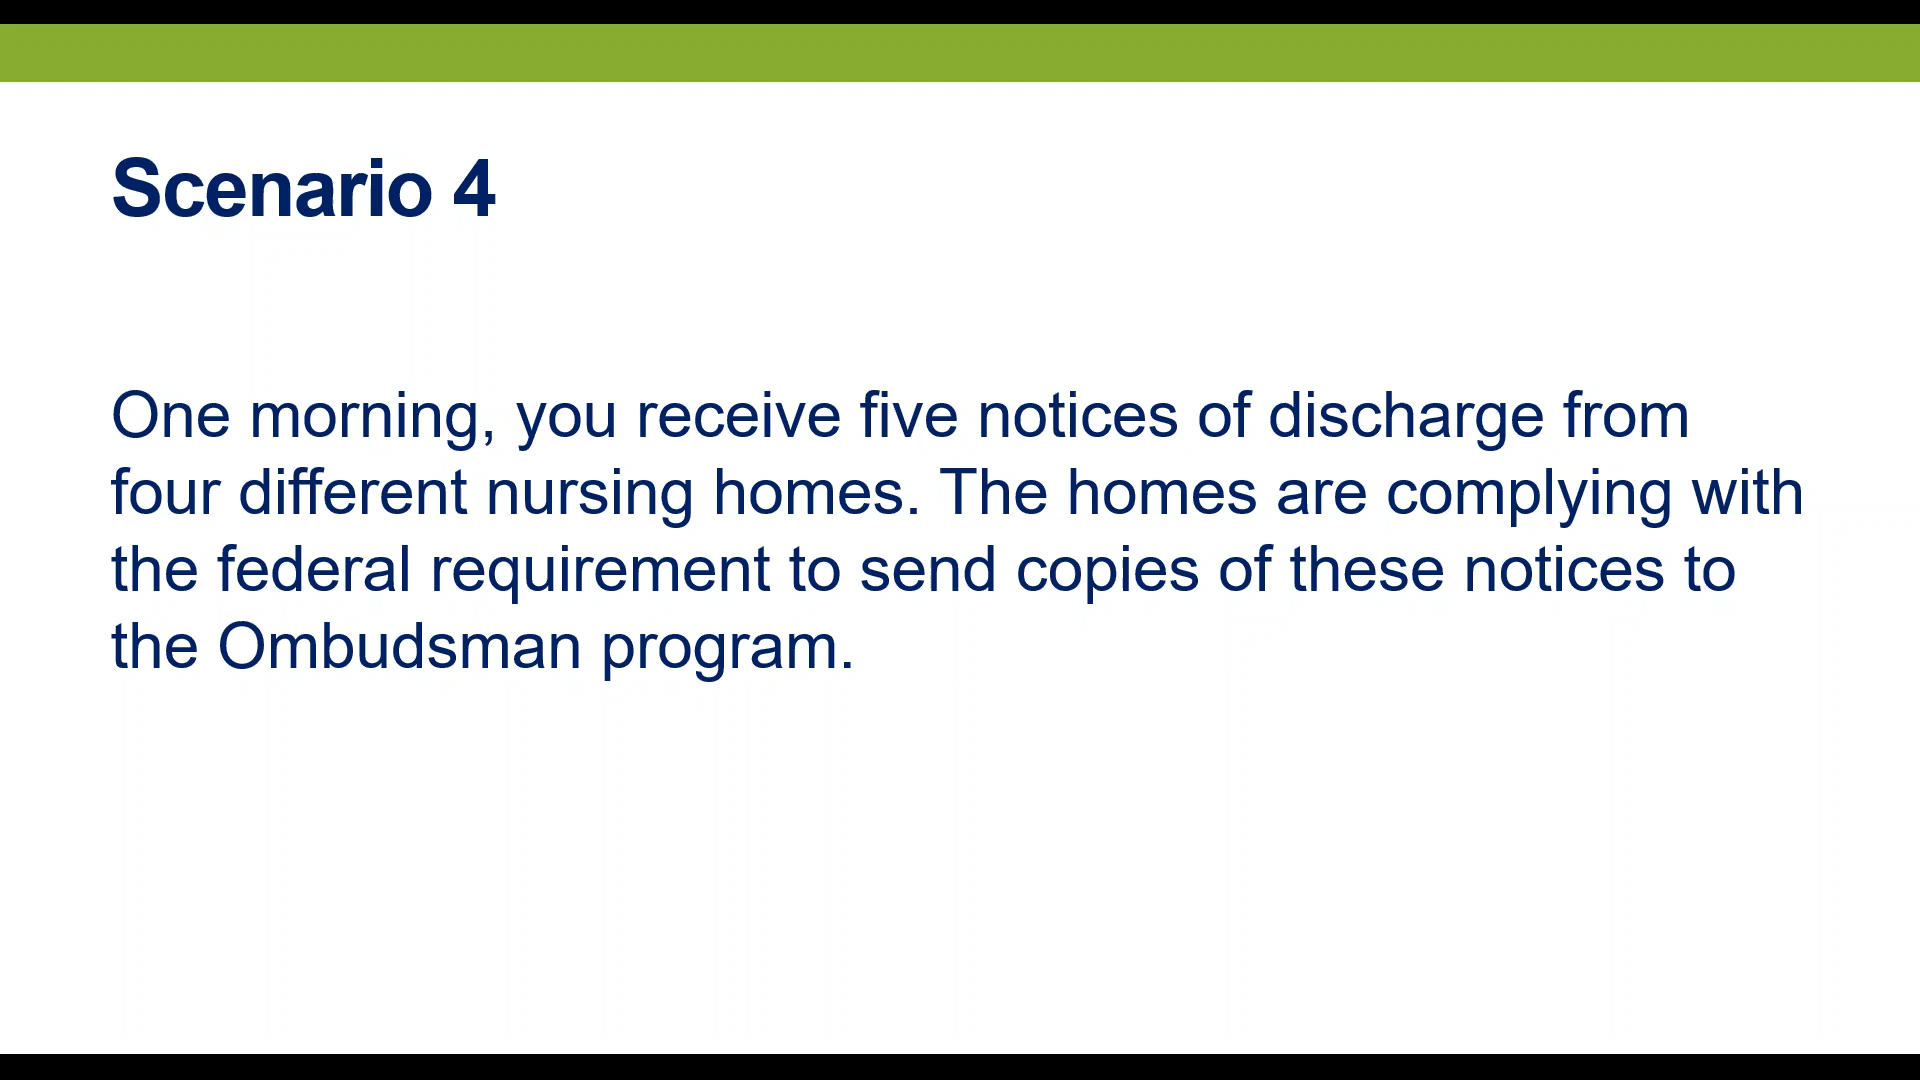 Scenario 4
One morning, you receive five notices of discharge from
four different nursing homes. The homes are complying with
the federal requirement to send copies of these notices to
the Ombudsman program.